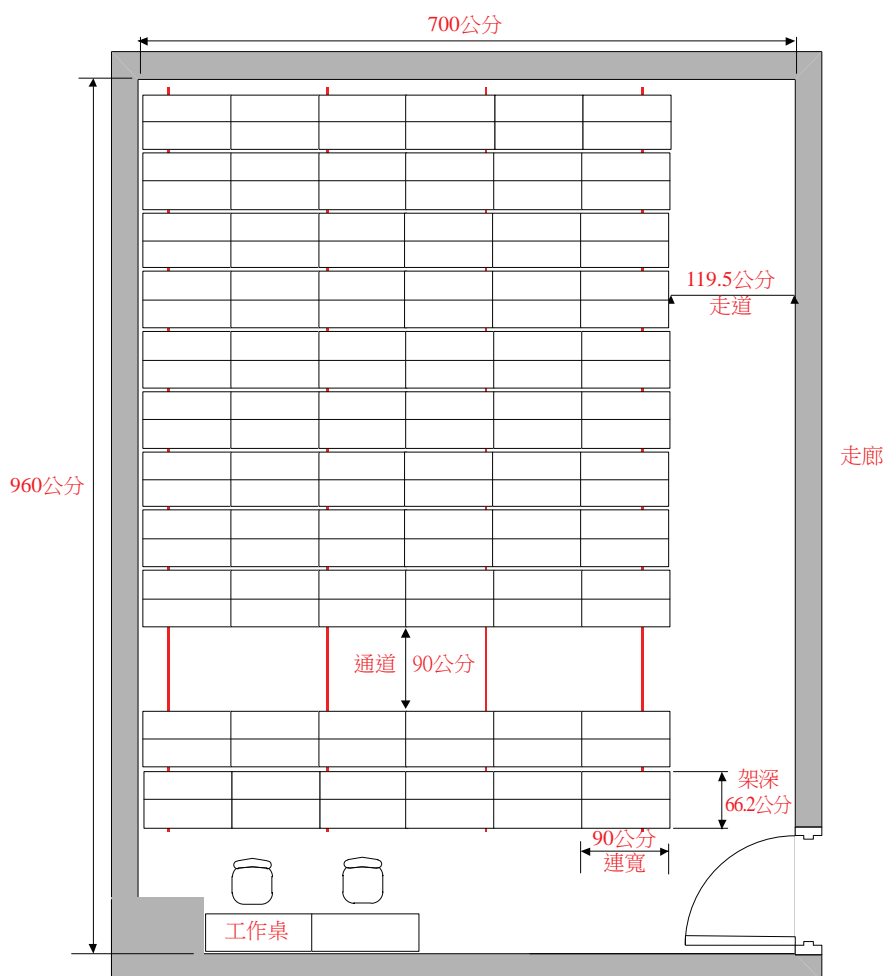 700公分
119.5公分
走道
走廊
960公分
通道 90公分
架深
66.2公分
90公分
連寬
工作桌